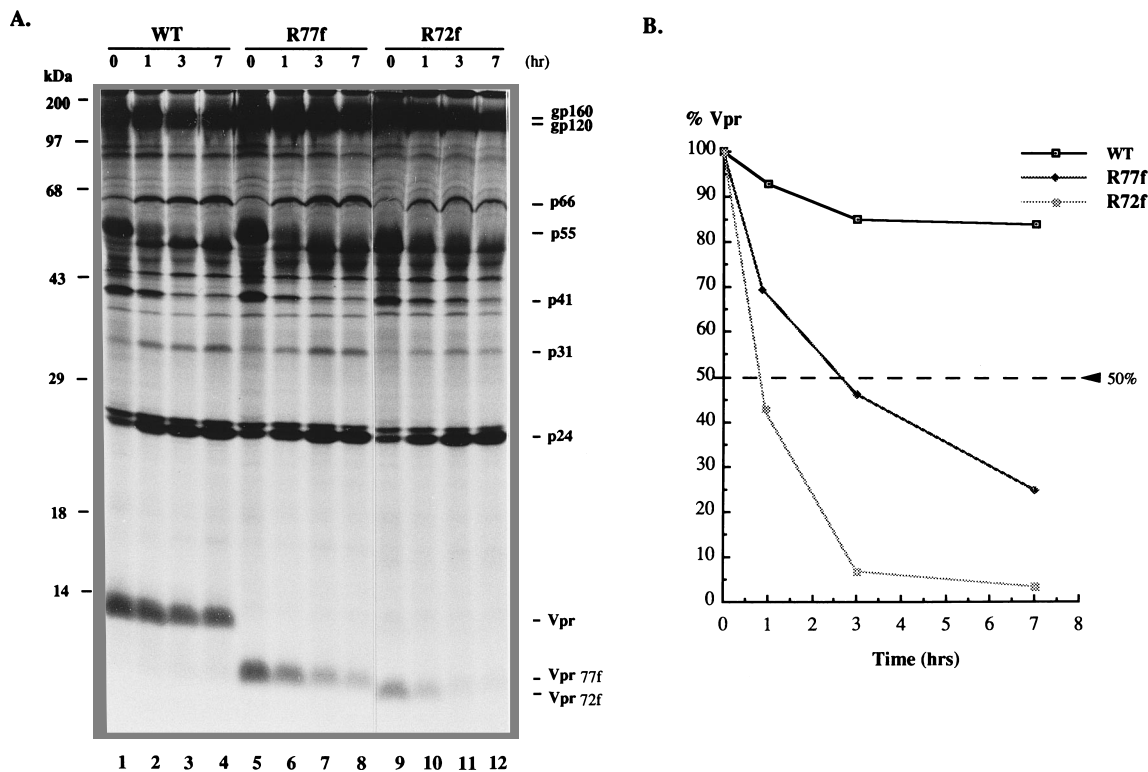 A.
WT R77f R72f
0 1 3 7 0 1 3 7 0 1 3 7 (hr)
kDa
200
97
68
43
29
18
14
gp160
gp120
p66
p55
p41
p31
p24
Vpr
Vpr 77f
Vpr 72f
1 2 3 4 5 6 7 8 9 10 11 12
B.
% Vpr
100
90
80
70
60
50
40
30
20
10
0
WT
R77f
R72f
50%
0 1 2 3 4 5 6 7 8
Time (hrs)